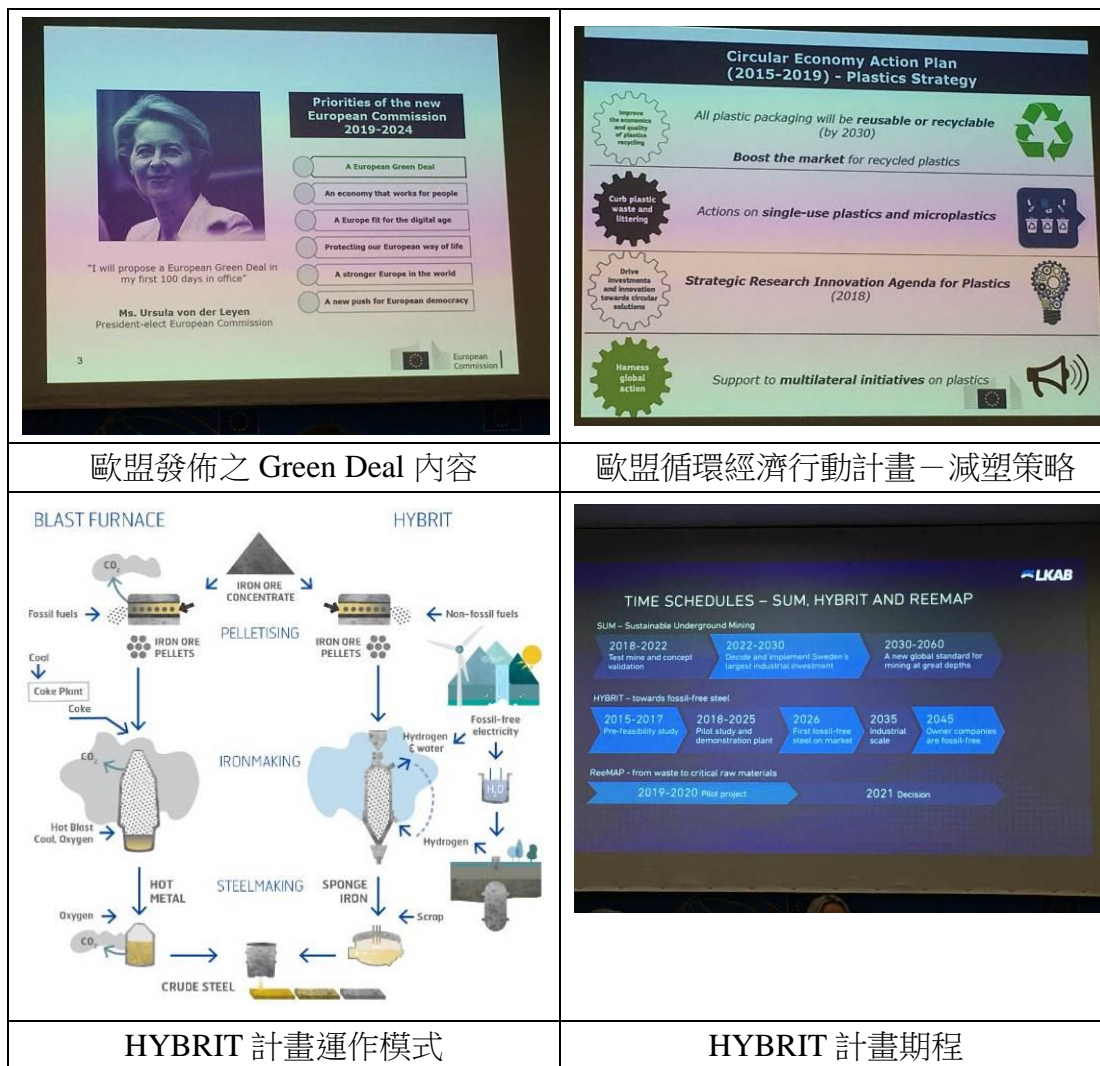 Priorities of the new
European Commission
2019-2024
A European Green Deal
An economy that works for people
A Europe fit for the digital age
Protecting our European way of life
A stronger Europe in the world
A new push for European democracy
"I will propose a European Green Deal in
my first 100 days in office"
Ms. Ursula von der Leyen
President-elect European Commission
3
European
Commission
Circular Economy Action Plan
(2015-2019) - Plastics Strategy
Improve
the economics
and quality
of plastics
recycling
All plastic packaging will be reusable or recyclable
(by 2030)
Boost the market for recycled plastics
Curb plastic
waste and
littering
Actions on single-use plastics and microplastics
Drive
investments
and innovation
towards circular
solutions
Strategic Research Innovation Agenda for Plastics
(2018)
Harness
global
action
Support to multilateral initiatives on plastics
歐盟發佈之 Green Deal 內容
歐盟循環經濟行動計畫－減塑策略
BLAST FURNACE
HYBRIT
CO₂
IRON ORE
CONCENTRATE
Fossil fuels
Non-fossil fuels
PELLETISING
IRON ORE
PELLETS
IRON ORE
PELLETS
Coal
Coke Plant
Coke
Fossil-free
electricity
Hydrogen
& water
CO₂
IRONMAKING
H₂O
Hot Blast
Coal, Oxygen
Hydrogen
HOT
METAL
STEELMAKING
SPONGE
IRON
Oxygen
Scrap
CO₂
CRUDE STEEL
LKAB
TIME SCHEDULES – SUM, HYBRIT AND REEMAP
SUM – Sustainable Underground Mining
2018-2022
Test mine and concept
validation
2022-2030
Decide and implement Sweden's
largest industrial investment
2030-2060
A new global standard for
mining at great depths
HYBRIT – towards fossil-free steel
2015-2017
Pre-feasibility study
2018-2025
Pilot study and
demonstration plant
2026
First fossil-free
steel on market
2035
Industrial
scale
2045
Owner companies
are fossil-free
ReeMAP - from waste to critical raw materials
2019-2020 Pilot project
2021 Decision
HYBRIT 計畫運作模式
HYBRIT 計畫期程